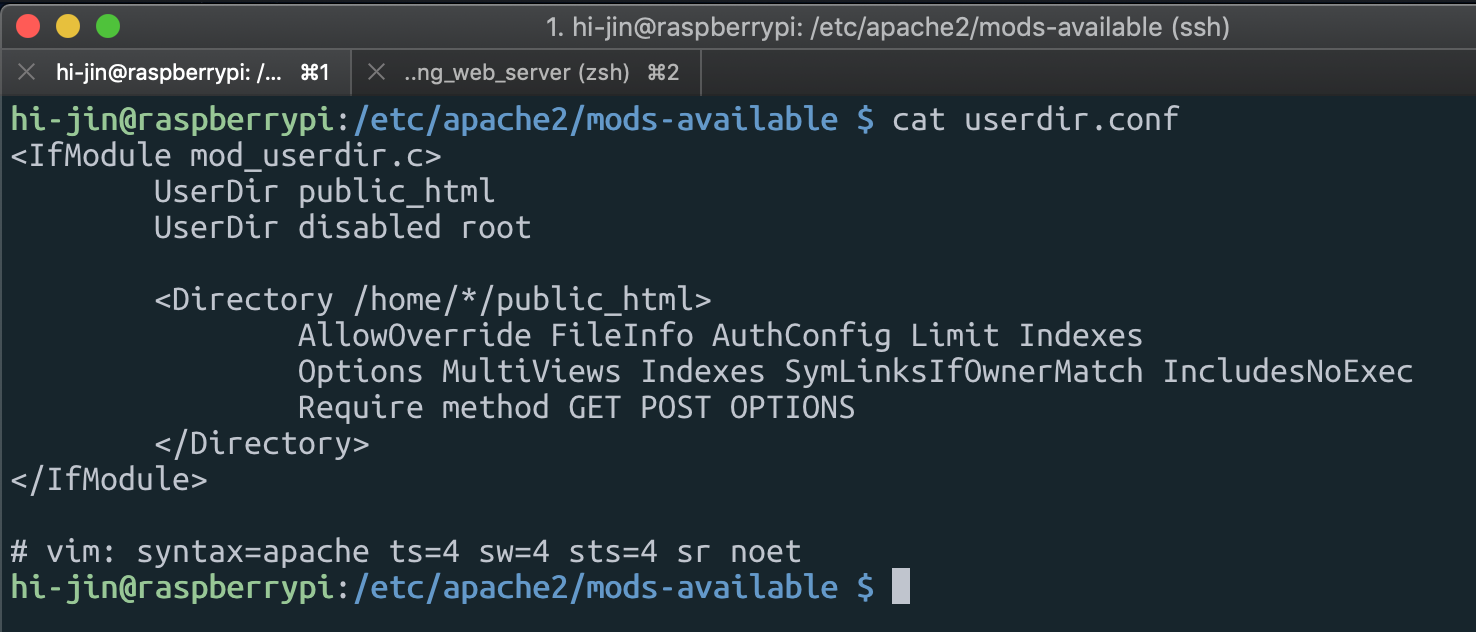 1. hi-jin@raspberrypi: /etc/apache2/mods-available (ssh)
hi-jin@raspberrypi: /... ⌘1 ..ng_web_server (zsh) ⌘2
hi-jin@raspberrypi:/etc/apache2/mods-available $ cat userdir.conf
<IfModule mod_userdir.c>
        UserDir public_html
        UserDir disabled root
        <Directory /home/*/public_html>
                AllowOverride FileInfo AuthConfig Limit Indexes
                Options MultiViews Indexes SymLinksIfOwnerMatch IncludesNoExec
                Require method GET POST OPTIONS
        </Directory>
</IfModule>
# vim: syntax=apache ts=4 sw=4 sts=4 sr noet
hi-jin@raspberrypi:/etc/apache2/mods-available $